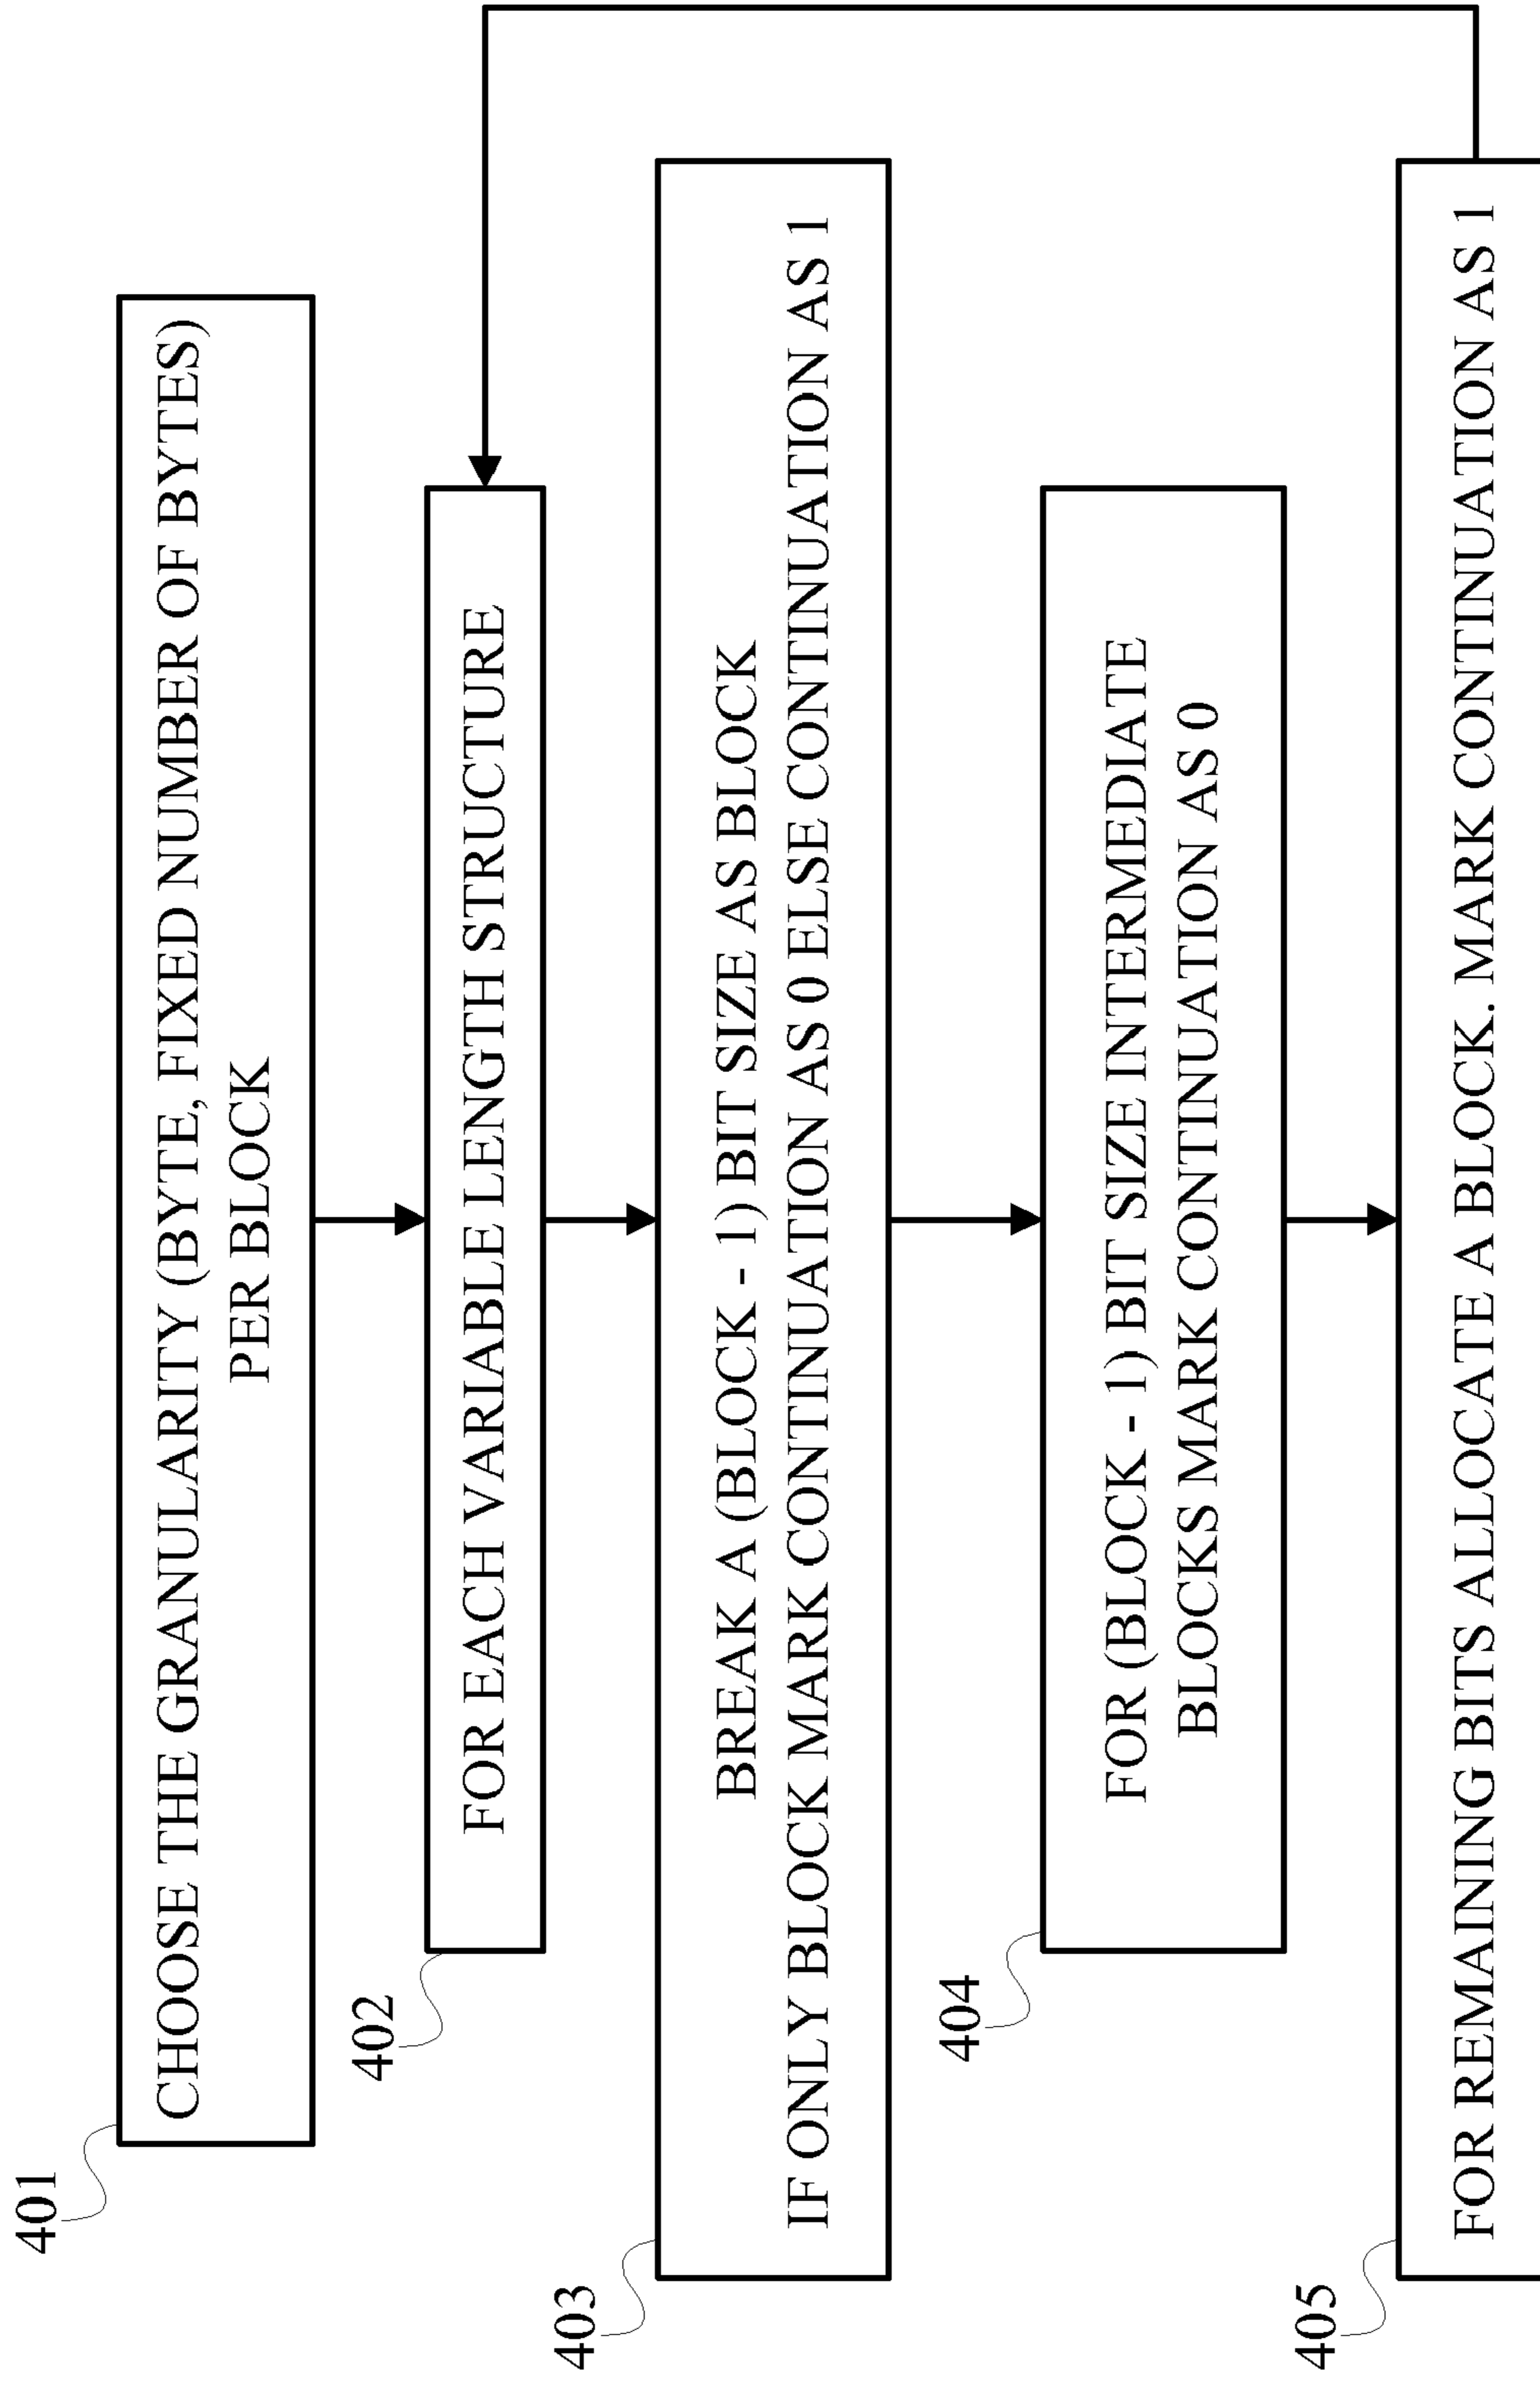 401
CHOOSE THE GRANULARITY (BYTE, FIXED NUMBER OF BYTES)
PER BLOCK
402
FOR EACH VARIABLE LENGTH STRUCTURE
403
BREAK A (BLOCK - 1) BIT SIZE AS BLOCK
IF ONLY BLOCK MARK CONTINUATION AS 0 ELSE CONTINUATION AS 1
404
FOR (BLOCK - 1) BIT SIZE INTERMEDIATE
BLOCKS MARK CONTINUATION AS 0
405
FOR REMAINING BITS ALLOCATE A BLOCK. MARK CONTINUATION AS 1